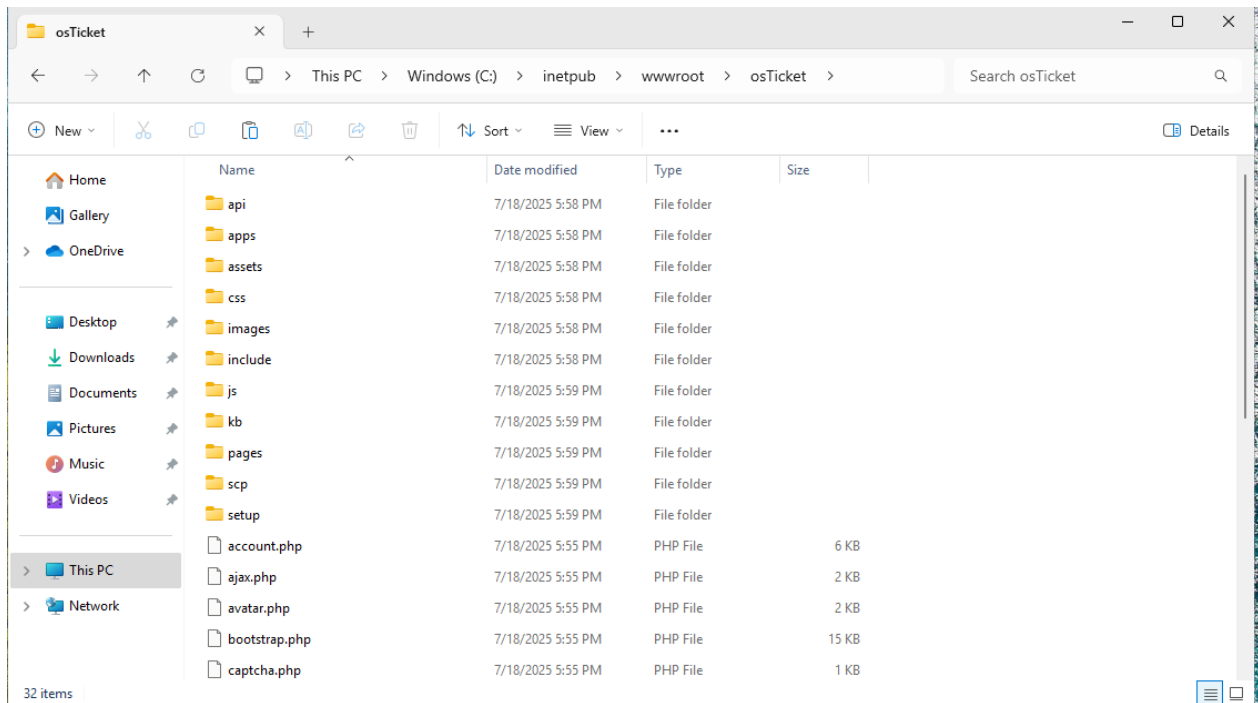 osTicket
This PC > Windows (C:) > inetpub > wwwroot > osTicket >
Search osTicket
New
Sort
View
Details
Home
Gallery
OneDrive
Desktop
Downloads
Documents
Pictures
Music
Videos
This PC
Network
Name Date modified Type Size
api 7/18/2025 5:58 PM File folder
apps 7/18/2025 5:58 PM File folder
assets 7/18/2025 5:58 PM File folder
css 7/18/2025 5:58 PM File folder
images 7/18/2025 5:58 PM File folder
include 7/18/2025 5:58 PM File folder
js 7/18/2025 5:59 PM File folder
kb 7/18/2025 5:59 PM File folder
pages 7/18/2025 5:59 PM File folder
scp 7/18/2025 5:59 PM File folder
setup 7/18/2025 5:59 PM File folder
account.php 7/18/2025 5:55 PM PHP File 6 KB
ajax.php 7/18/2025 5:55 PM PHP File 2 KB
avatar.php 7/18/2025 5:55 PM PHP File 2 KB
bootstrap.php 7/18/2025 5:55 PM PHP File 15 KB
captcha.php 7/18/2025 5:55 PM PHP File 1 KB
32 items